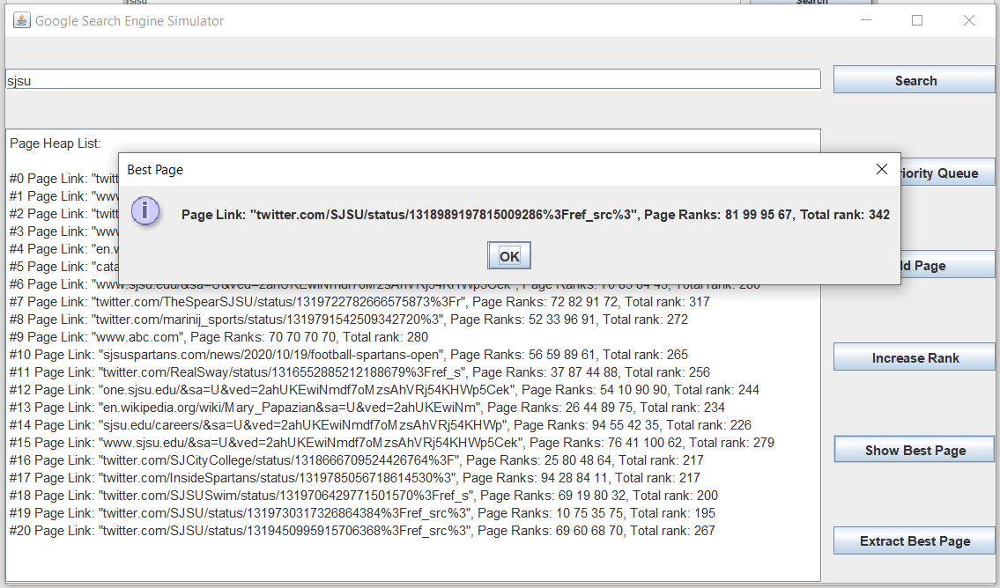 sjsu
Search
Google Search Engine Simulator
sjsu
Search
Page Heap List:
Best Page
Page Link: "twitter.com/SJSU/status/1318989197815009286%3Fref_src%3", Page Ranks: 81 99 95 67, Total rank: 342
OK
#0 Page Link: "twitt
#1 Page Link: "www
#2 Page Link: "twitt
#3 Page Link: "www
#4 Page Link: "en.w
#5 Page Link: "cata
#6 Page Link: "www.sjsu.edu/&sa=U&ved=2ahUKEwiNmdf7oMzsAhVRj54KHWp5Cek", Page Ranks: Total rank:
#7 Page Link: "twitter.com/TheSpearSJSU/status/1319722782666575873%3Fr", Page Ranks: 72 82 91 72, Total rank: 317
#8 Page Link: "twitter.com/marinij_sports/status/1319791542509342720%3", Page Ranks: 52 33 96 91, Total rank: 272
#9 Page Link: "www.abc.com", Page Ranks: 70 70 70 70, Total rank: 280
#10 Page Link: "sjsuspartans.com/news/2020/10/19/football-spartans-open", Page Ranks: 56 59 89 61, Total rank: 265
#11 Page Link: "twitter.com/RealSway/status/1316552885212188679%3Fref_s", Page Ranks: 37 87 44 88, Total rank: 256
#12 Page Link: "one.sjsu.edu/&sa=U&ved=2ahUKEwiNmdf7oMzsAhVRj54KHWp5Cek", Page Ranks: 54 10 90 90, Total rank: 244
#13 Page Link: "en.wikipedia.org/wiki/Mary_Papazian&sa=U&ved=2ahUKEwiNm", Page Ranks: 26 44 89 75, Total rank: 234
#14 Page Link: "sjsu.edu/careers/&sa=U&ved=2ahUKEwiNmdf7oMzsAhVRj54KHWp", Page Ranks: 94 55 42 35, Total rank: 226
#15 Page Link: "www.sjsu.edu/&sa=U&ved=2ahUKEwiNmdf7oMzsAhVRj54KHWp5Cek", Page Ranks: 76 41 100 62, Total rank: 279
#16 Page Link: "twitter.com/SJCityCollege/status/1318666709524426764%3F", Page Ranks: 25 80 48 64, Total rank: 217
#17 Page Link: "twitter.com/InsideSpartans/status/1319785056718614530%3", Page Ranks: 94 28 84 11, Total rank: 217
#18 Page Link: "twitter.com/SJSUSwim/status/1319706429771501570%3Fref_s", Page Ranks: 69 19 80 32, Total rank: 200
#19 Page Link: "twitter.com/SJSU/status/1319730317326864384%3Fref_src%3", Page Ranks: 10 75 35 75, Total rank: 195
#20 Page Link: "twitter.com/SJSU/status/1319450995915706368%3Fref_src%3", Page Ranks: 69 60 68 70, Total rank: 267
riority Queue
ld Page
Increase Rank
Show Best Page
Extract Best Page